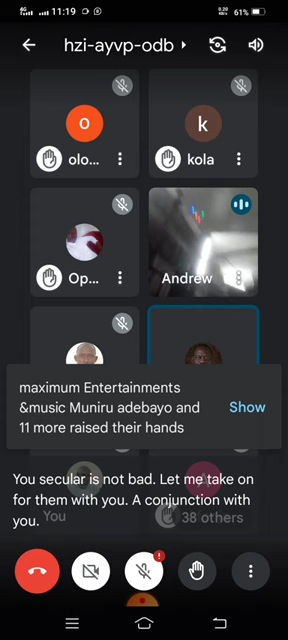 11:19
0.20
KB/s
61%
hzi-ayvp-odb
o
olo...
k
kola
Op...
Andrew
maximum Entertainments
&music Muniru adebayo and
11 more raised their hands
Show
You secular is not bad. Let me take on
for them with you. A conjunction with
you.
You
38 others